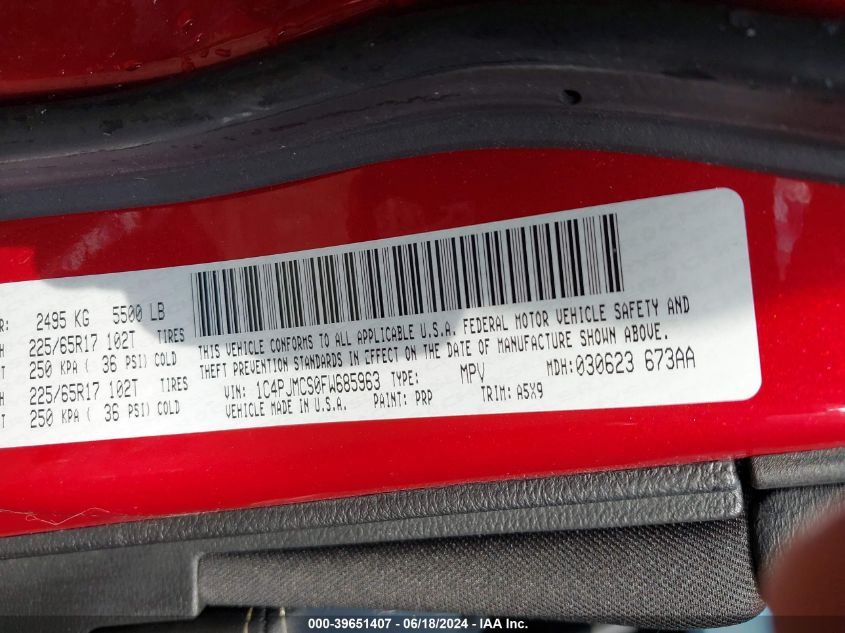 R: 2495 KG 5500 LB
H 225/65R17 102T TIRES
250 KPA ( 36 PSI) COLD
H 225/65R17 102T TIRES
250 KPA ( 36 PSI) COLD
THIS VEHICLE CONFORMS TO ALL APPLICABLE U.S.A. FEDERAL MOTOR VEHICLE SAFETY AND
THEFT PREVENTION STANDARDS IN EFFECT ON THE DATE OF MANUFACTURE SHOWN ABOVE.
VIN: 1C4PJMCS0FW685963 TYPE: MPV MDH:030623 673AA
VEHICLE MADE IN U.S.A. PAINT: PRP TRIM: A5X9
000-39651407 - 06/18/2024 - IAA, Inc.